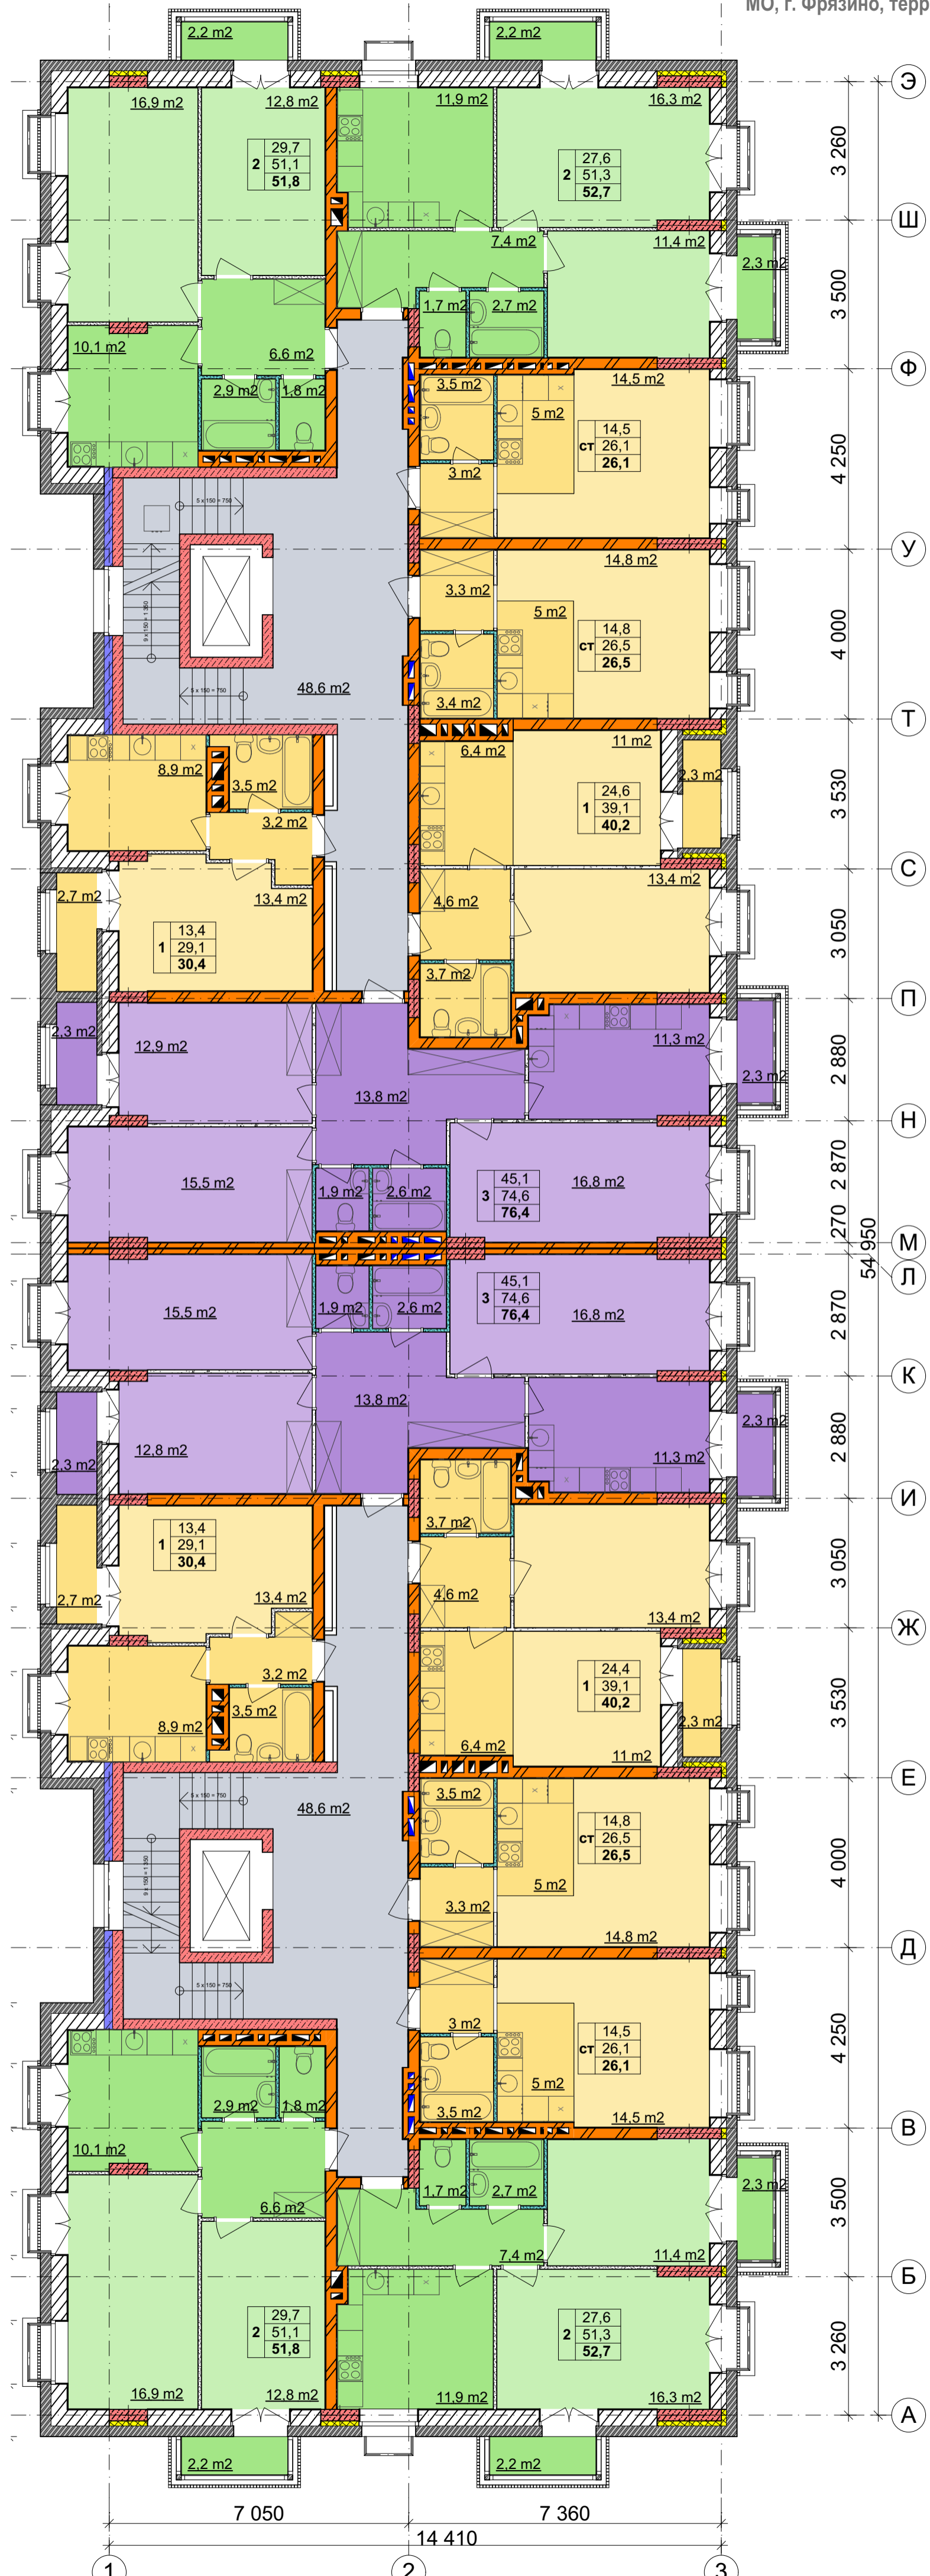 МО, г. Фрязино, терр
2,2 m2
2,2 m2
Э
16,9 m2
12,8 m2
11,9 m2
16,3 m2
29,7
2 51,1
51,8
27,6
2 51,3
52,7
3 260
Ш
7,4 m2
11,4 m2
2,3 m2
3 500
1,7 m2
2,7 m2
10,1 m2
6,6 m2
Ф
2,9 m2
1,8 m2
3,5 m2
14,5 m2
5 m2
14,5
ст 26,1
26,1
4 250
3 m2
5 x 150 = 750
У
14,8 m2
3,3 m2
5 m2
9 x 150 = 1 350
14,8
ст 26,5
26,5
4 000
48,6 m2
5 x 150 = 750
3,4 m2
Т
6,4 m2
11 m2
8,9 m2
3,5 m2
2,3 m2
24,6
1 39,1
40,2
3 530
3,2 m2
С
2,7 m2
13,4 m2
4,6 m2
13,4 m2
13,4
1 29,1
30,4
3 050
3,7 m2
П
2,3 m2
12,9 m2
11,3 m2
2,3 m2
2 880
13,8 m2
Н
15,5 m2
1,9 m2
2,6 m2
45,1
3 74,6
76,4
16,8 m2
2 870
270
М
54 950
Л
15,5 m2
1,9 m2
2,6 m2
45,1
3 74,6
76,4
16,8 m2
2 870
К
13,8 m2
2,3 m2
12,8 m2
11,3 m2
2,3 m2
2 880
И
13,4
1 29,1
30,4
3,7 m2
3 050
2,7 m2
13,4 m2
4,6 m2
13,4 m2
Ж
3,2 m2
24,4
1 39,1
40,2
3 530
8,9 m2
3,5 m2
6,4 m2
11 m2
2,3 m2
Е
5 x 150 = 750
48,6 m2
3,5 m2
14,8
ст 26,5
26,5
4 000
9 x 150 = 1 350
5 m2
3,3 m2
14,8 m2
Д
5 x 150 = 750
3 m2
14,5
ст 26,1
26,1
4 250
2,9 m2
1,8 m2
3,5 m2
5 m2
14,5 m2
В
10,1 m2
1,7 m2
2,7 m2
2,3 m2
3 500
6,6 m2
7,4 m2
11,4 m2
Б
29,7
2 51,1
51,8
27,6
2 51,3
52,7
3 260
16,9 m2
12,8 m2
11,9 m2
16,3 m2
А
2,2 m2
2,2 m2
7 050
7 360
14 410
1
2
3